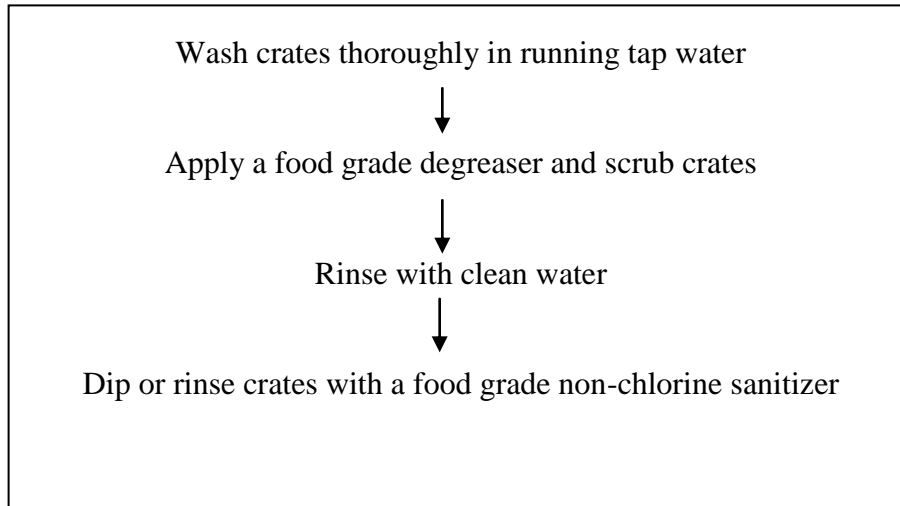 Wash crates thoroughly in running tap water
Apply a food grade degreaser and scrub crates
Rinse with clean water
Dip or rinse crates with a food grade non-chlorine sanitizer